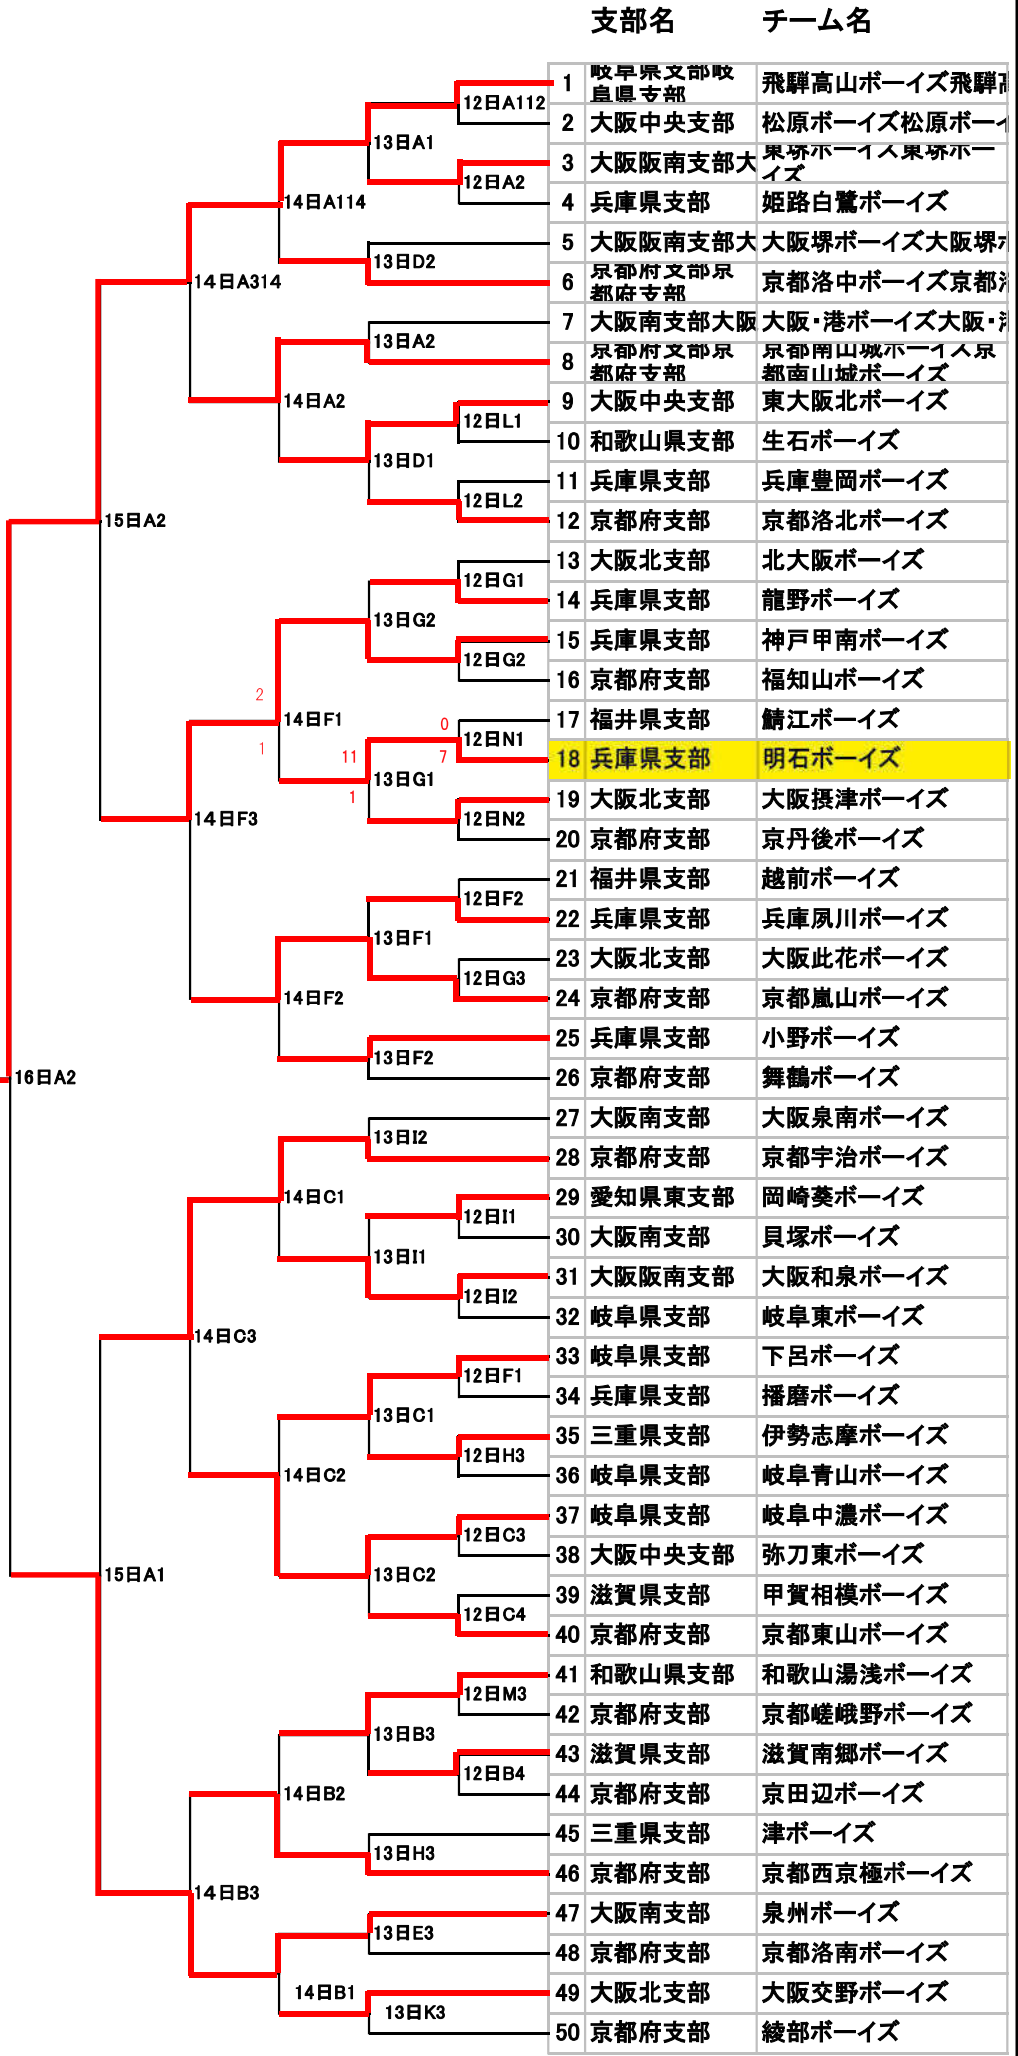 支部名 チーム名
1 岐阜県支部岐阜県支部 飛騨高山ボーイズ飛騨
12日A112
2 大阪中央支部 松原ボーイズ松原ボー
13日A1
3 大阪阪南支部大 東堺ボーイズ東堺ボーイズ
12日A2
4 兵庫県支部 姫路白鷺ボーイズ
14日A114
5 大阪阪南支部大 大阪堺ボーイズ大阪堺
13日D2
6 京都府支部京都府支部 京都洛中ボーイズ京都
14日A314
7 大阪南支部大阪 大阪・港ボーイズ大阪・
13日A2
8 京都府支部京都府支部 京都南山城ボーイズ京都南山城ボーイズ
14日A2
9 大阪中央支部 東大阪北ボーイズ
12日L1
10 和歌山県支部 生石ボーイズ
13日D1
11 兵庫県支部 兵庫豊岡ボーイズ
12日L2
12 京都府支部 京都洛北ボーイズ
15日A2
13 大阪北支部 北大阪ボーイズ
12日G1
14 兵庫県支部 龍野ボーイズ
13日G2
15 兵庫県支部 神戸甲南ボーイズ
12日G2
16 京都府支部 福知山ボーイズ
2
14日F1
1
17 福井県支部 鯖江ボーイズ
0
12日N1
7
18 兵庫県支部 明石ボーイズ
11
13日G1
1
19 大阪北支部 大阪摂津ボーイズ
12日N2
14日F3
20 京都府支部 京丹後ボーイズ
21 福井県支部 越前ボーイズ
12日F2
22 兵庫県支部 兵庫夙川ボーイズ
13日F1
23 大阪北支部 大阪此花ボーイズ
12日G3
24 京都府支部 京都嵐山ボーイズ
14日F2
25 兵庫県支部 小野ボーイズ
13日F2
26 京都府支部 舞鶴ボーイズ
16日A2
27 大阪南支部 大阪泉南ボーイズ
13日I2
28 京都府支部 京都宇治ボーイズ
14日C1
29 愛知県東支部 岡崎葵ボーイズ
12日I1
30 大阪南支部 貝塚ボーイズ
13日I1
31 大阪阪南支部 大阪和泉ボーイズ
12日I2
32 岐阜県支部 岐阜東ボーイズ
14日C3
33 岐阜県支部 下呂ボーイズ
12日F1
34 兵庫県支部 播磨ボーイズ
13日C1
35 三重県支部 伊勢志摩ボーイズ
12日H3
36 岐阜県支部 岐阜青山ボーイズ
14日C2
37 岐阜県支部 岐阜中濃ボーイズ
12日C3
38 大阪中央支部 弥刀東ボーイズ
15日A1
13日C2
39 滋賀県支部 甲賀相模ボーイズ
12日C4
40 京都府支部 京都東山ボーイズ
41 和歌山県支部 和歌山湯浅ボーイズ
12日M3
42 京都府支部 京都嵯峨野ボーイズ
13日B3
43 滋賀県支部 滋賀南郷ボーイズ
12日B4
44 京都府支部 京田辺ボーイズ
14日B2
45 三重県支部 津ボーイズ
13日H3
46 京都府支部 京都西京極ボーイズ
14日B3
47 大阪南支部 泉州ボーイズ
13日E3
48 京都府支部 京都洛南ボーイズ
14日B1
49 大阪北支部 大阪交野ボーイズ
13日K3
50 京都府支部 綾部ボーイズ